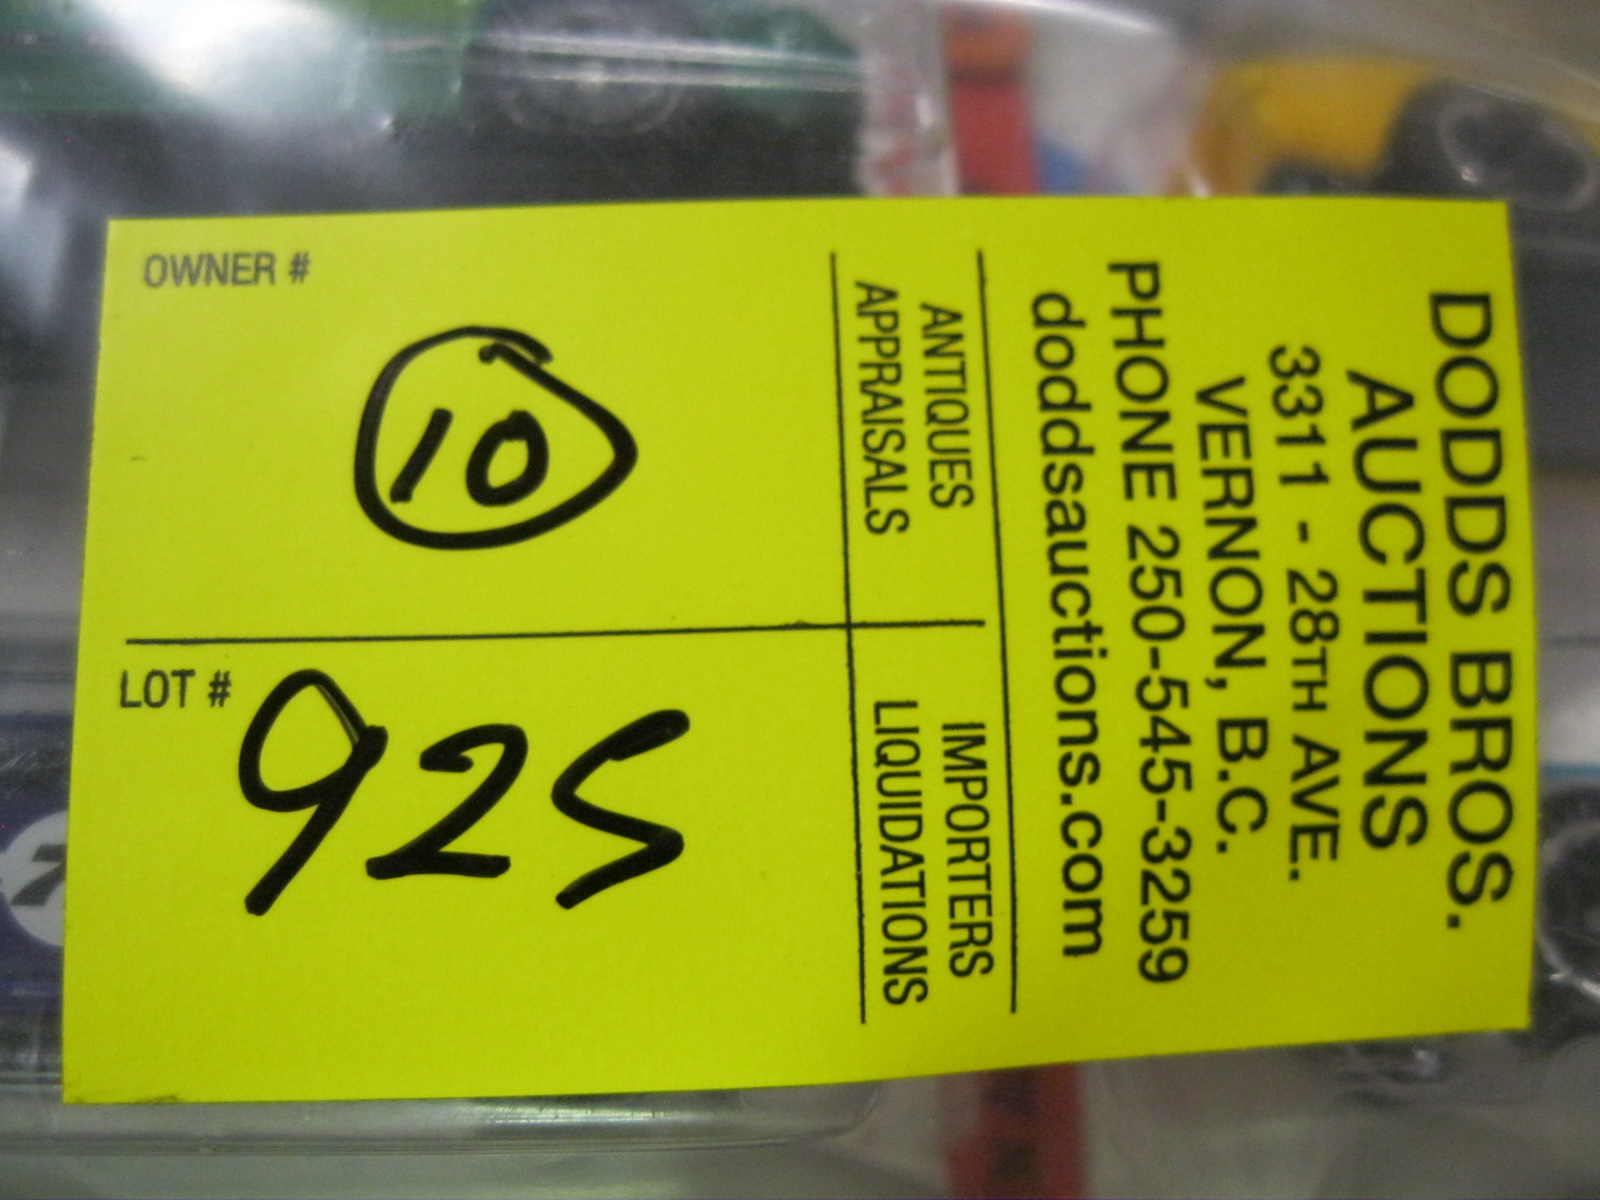 OWNER #
10
LOT #
925
DODDS BROS.
AUCTIONS
3311 - 28TH AVE.
VERNON, B.C.
PHONE 250-545-3259
doddsauctions.com
ANTIQUES
APPRAISALS
IMPORTERS
LIQUIDATIONS
7